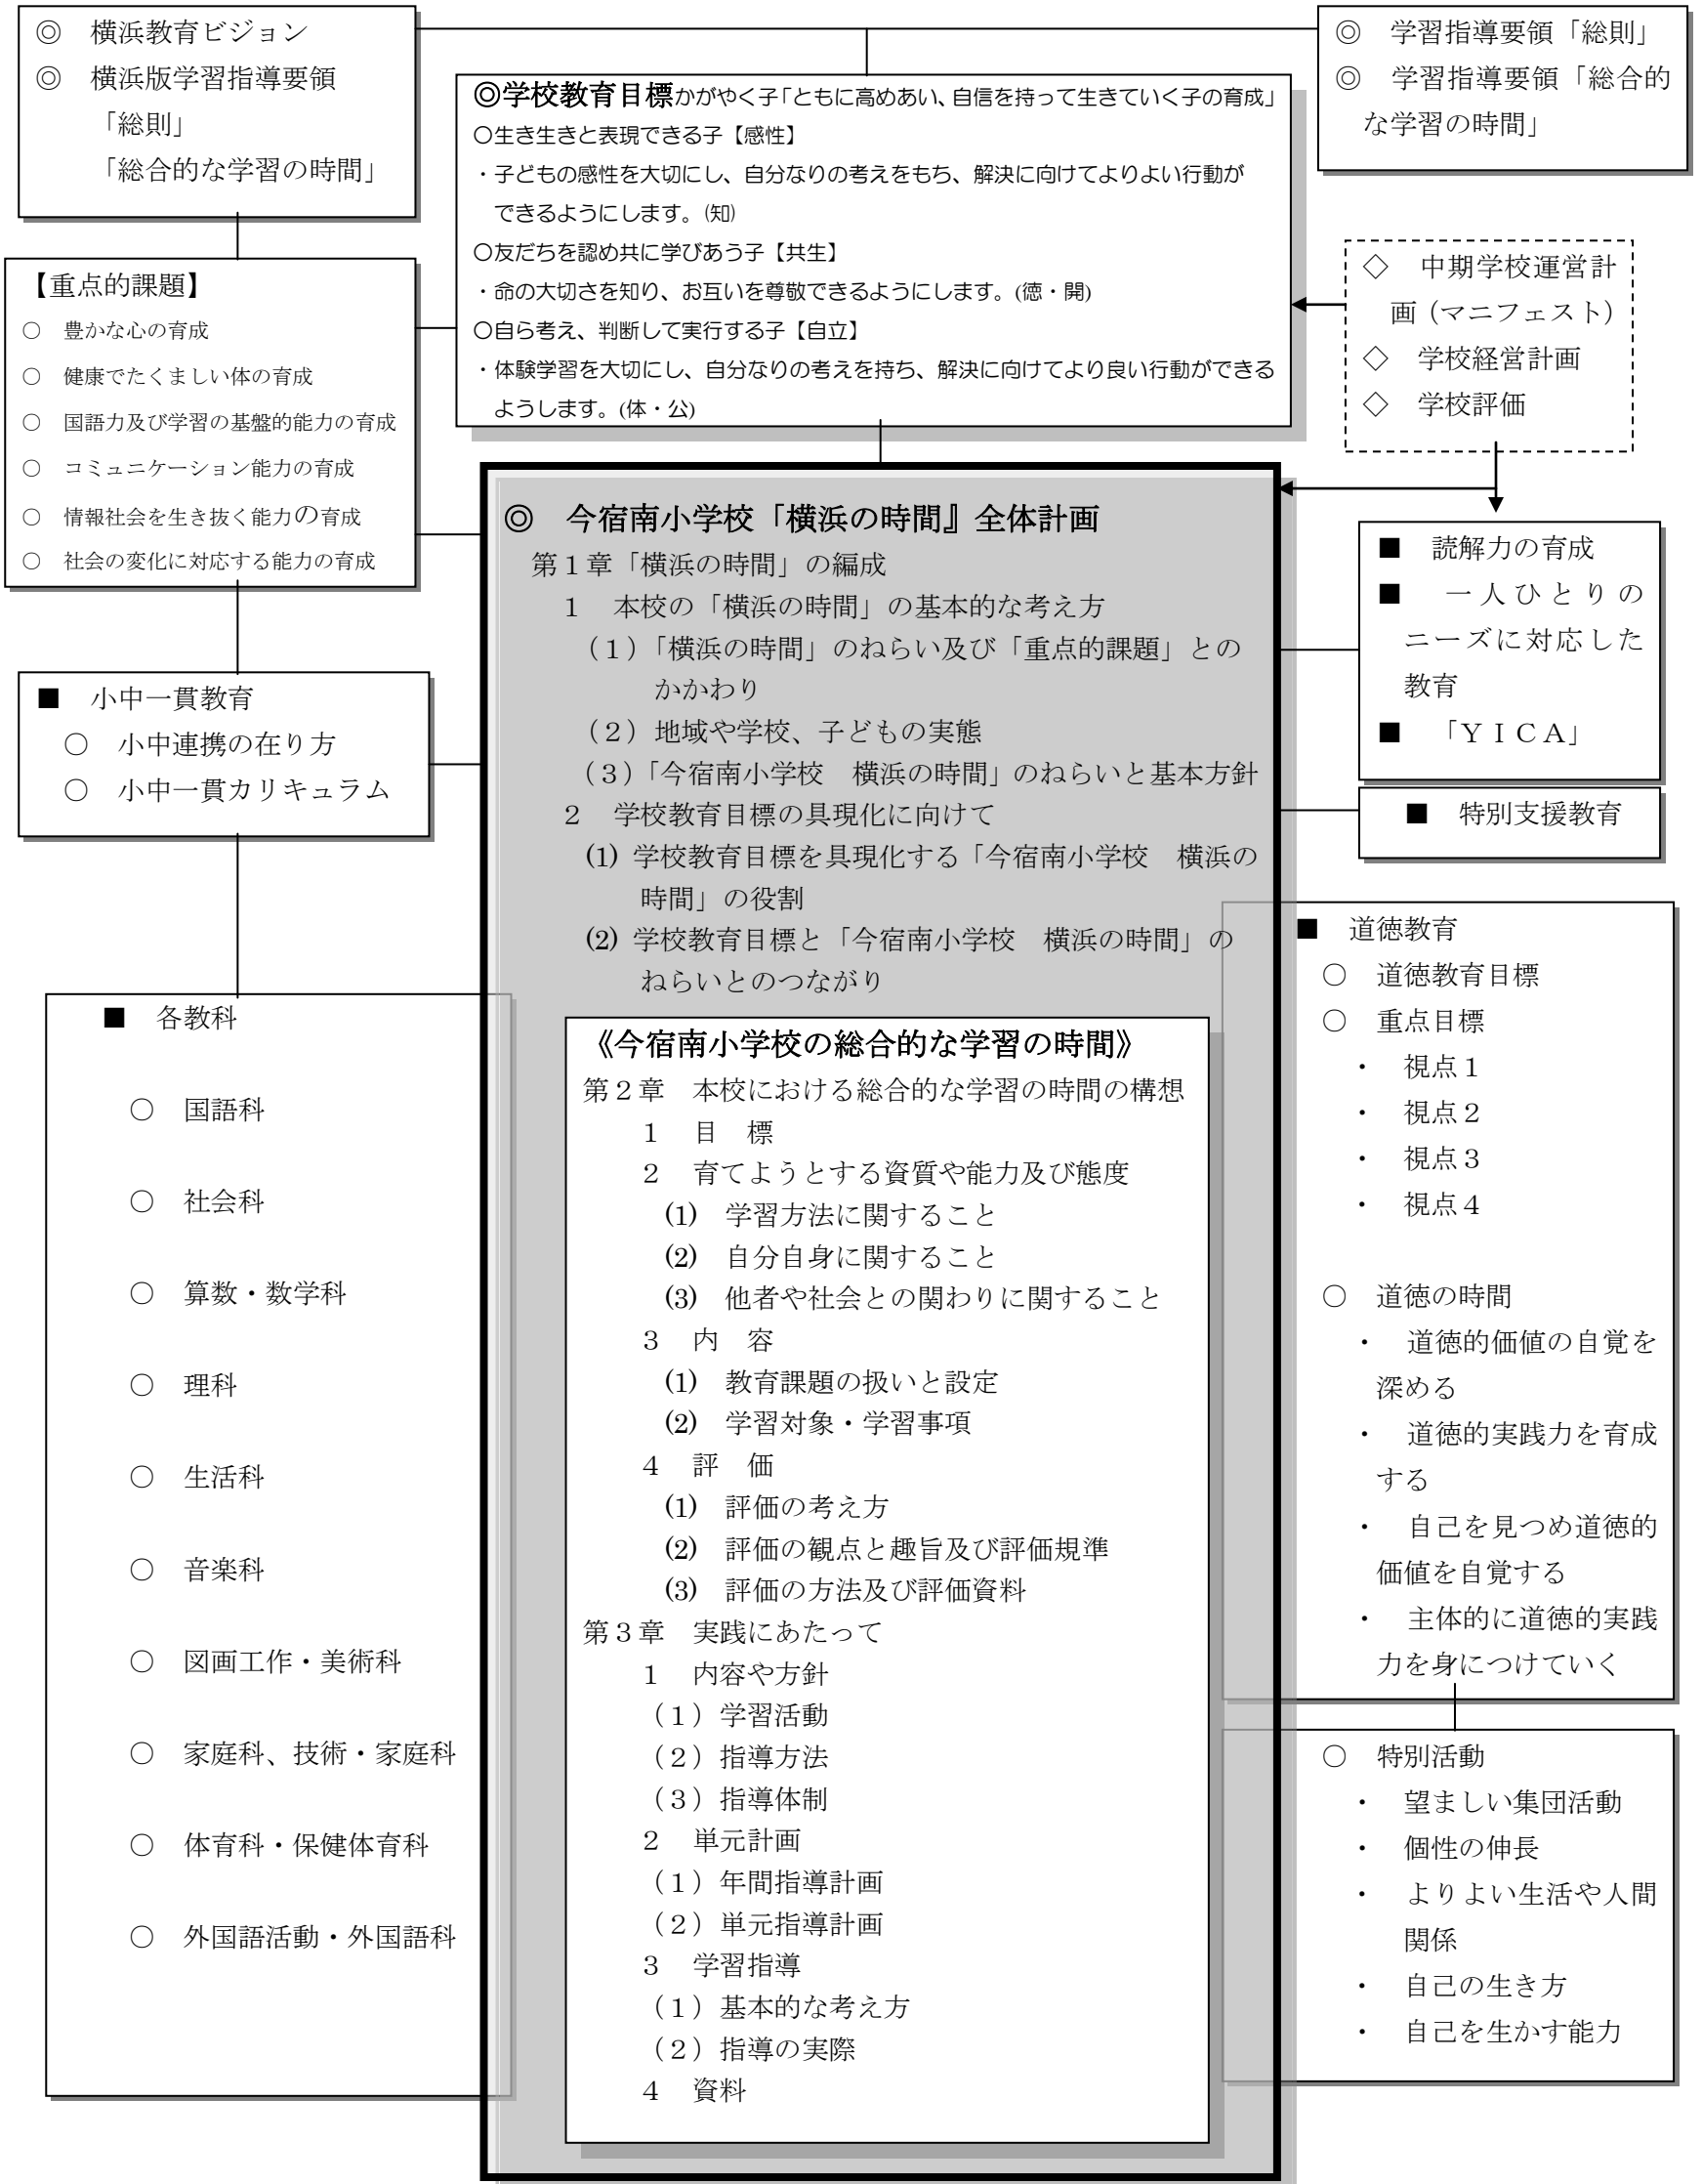 ◎　横浜教育ビジョン
◎　横浜版学習指導要領
「総則」
「総合的な学習の時間」
◎　学習指導要領「総則」
◎　学習指導要領「総合的
な学習の時間」
◎学校教育目標かがやく子「ともに高めあい、自信を持って生きていく子の育成」
○生き生きと表現できる子【感性】
・子どもの感性を大切にし、自分なりの考えをもち、解決に向けてよりよい行動が
できるようにします。(知)
○友だちを認め共に学びあう子【共生】
・命の大切さを知り、お互いを尊敬できるようにします。(徳・開)
○自ら考え、判断して実行する子【自立】
・体験学習を大切にし、自分なりの考えを持ち、解決に向けてより良い行動ができる
ようします。(体・公)
【重点的課題】
○　豊かな心の育成
○　健康でたくましい体の育成
○　国語力及び学習の基盤的能力の育成
○　コミュニケーション能力の育成
○　情報社会を生き抜く能力の育成
○　社会の変化に対応する能力の育成
◇　中期学校運営計
画（マニフェスト）
◇　学校経営計画
◇　学校評価
■　小中一貫教育
○　小中連携の在り方
○　小中一貫カリキュラム
■　各教科
○　国語科
○　社会科
○　算数・数学科
○　理科
○　生活科
○　音楽科
○　図画工作・美術科
○　家庭科、技術・家庭科
○　体育科・保健体育科
○　外国語活動・外国語科
◎　今宿南小学校「横浜の時間』全体計画
第１章「横浜の時間」の編成
１　本校の「横浜の時間」の基本的な考え方
（１）「横浜の時間」のねらい及び「重点的課題」との
かかわり
（２）地域や学校、子どもの実態
（３）「今宿南小学校　横浜の時間」のねらいと基本方針
２　学校教育目標の具現化に向けて
(1) 学校教育目標を具現化する「今宿南小学校　横浜の
時間」の役割
(2) 学校教育目標と「今宿南小学校　横浜の時間」の
ねらいとのつながり
《今宿南小学校の総合的な学習の時間》
第２章　本校における総合的な学習の時間の構想
１　目　標
２　育てようとする資質や能力及び態度
(1)　学習方法に関すること
(2)　自分自身に関すること
(3)　他者や社会との関わりに関すること
３　内　容
(1)　教育課題の扱いと設定
(2)　学習対象・学習事項
４　評　価
(1)　評価の考え方
(2)　評価の観点と趣旨及び評価規準
(3)　評価の方法及び評価資料
第３章　実践にあたって
１　内容や方針
（１）学習活動
（２）指導方法
（３）指導体制
２　単元計画
（１）年間指導計画
（２）単元指導計画
３　学習指導
（１）基本的な考え方
（２）指導の実際
４　資料
■　読解力の育成
■　一人ひとりの
ニーズに対応した
教育
■　「ＹＩＣＡ」
■　特別支援教育
■　道徳教育
○　道徳教育目標
○　重点目標
・　視点１
・　視点２
・　視点３
・　視点４
○　道徳の時間
・　道徳的価値の自覚を
深める
・　道徳的実践力を育成
する
・　自己を見つめ道徳的
価値を自覚する
・　主体的に道徳的実践
力を身につけていく
○　特別活動
・　望ましい集団活動
・　個性の伸長
・　よりよい生活や人間
関係
・　自己の生き方
・　自己を生かす能力